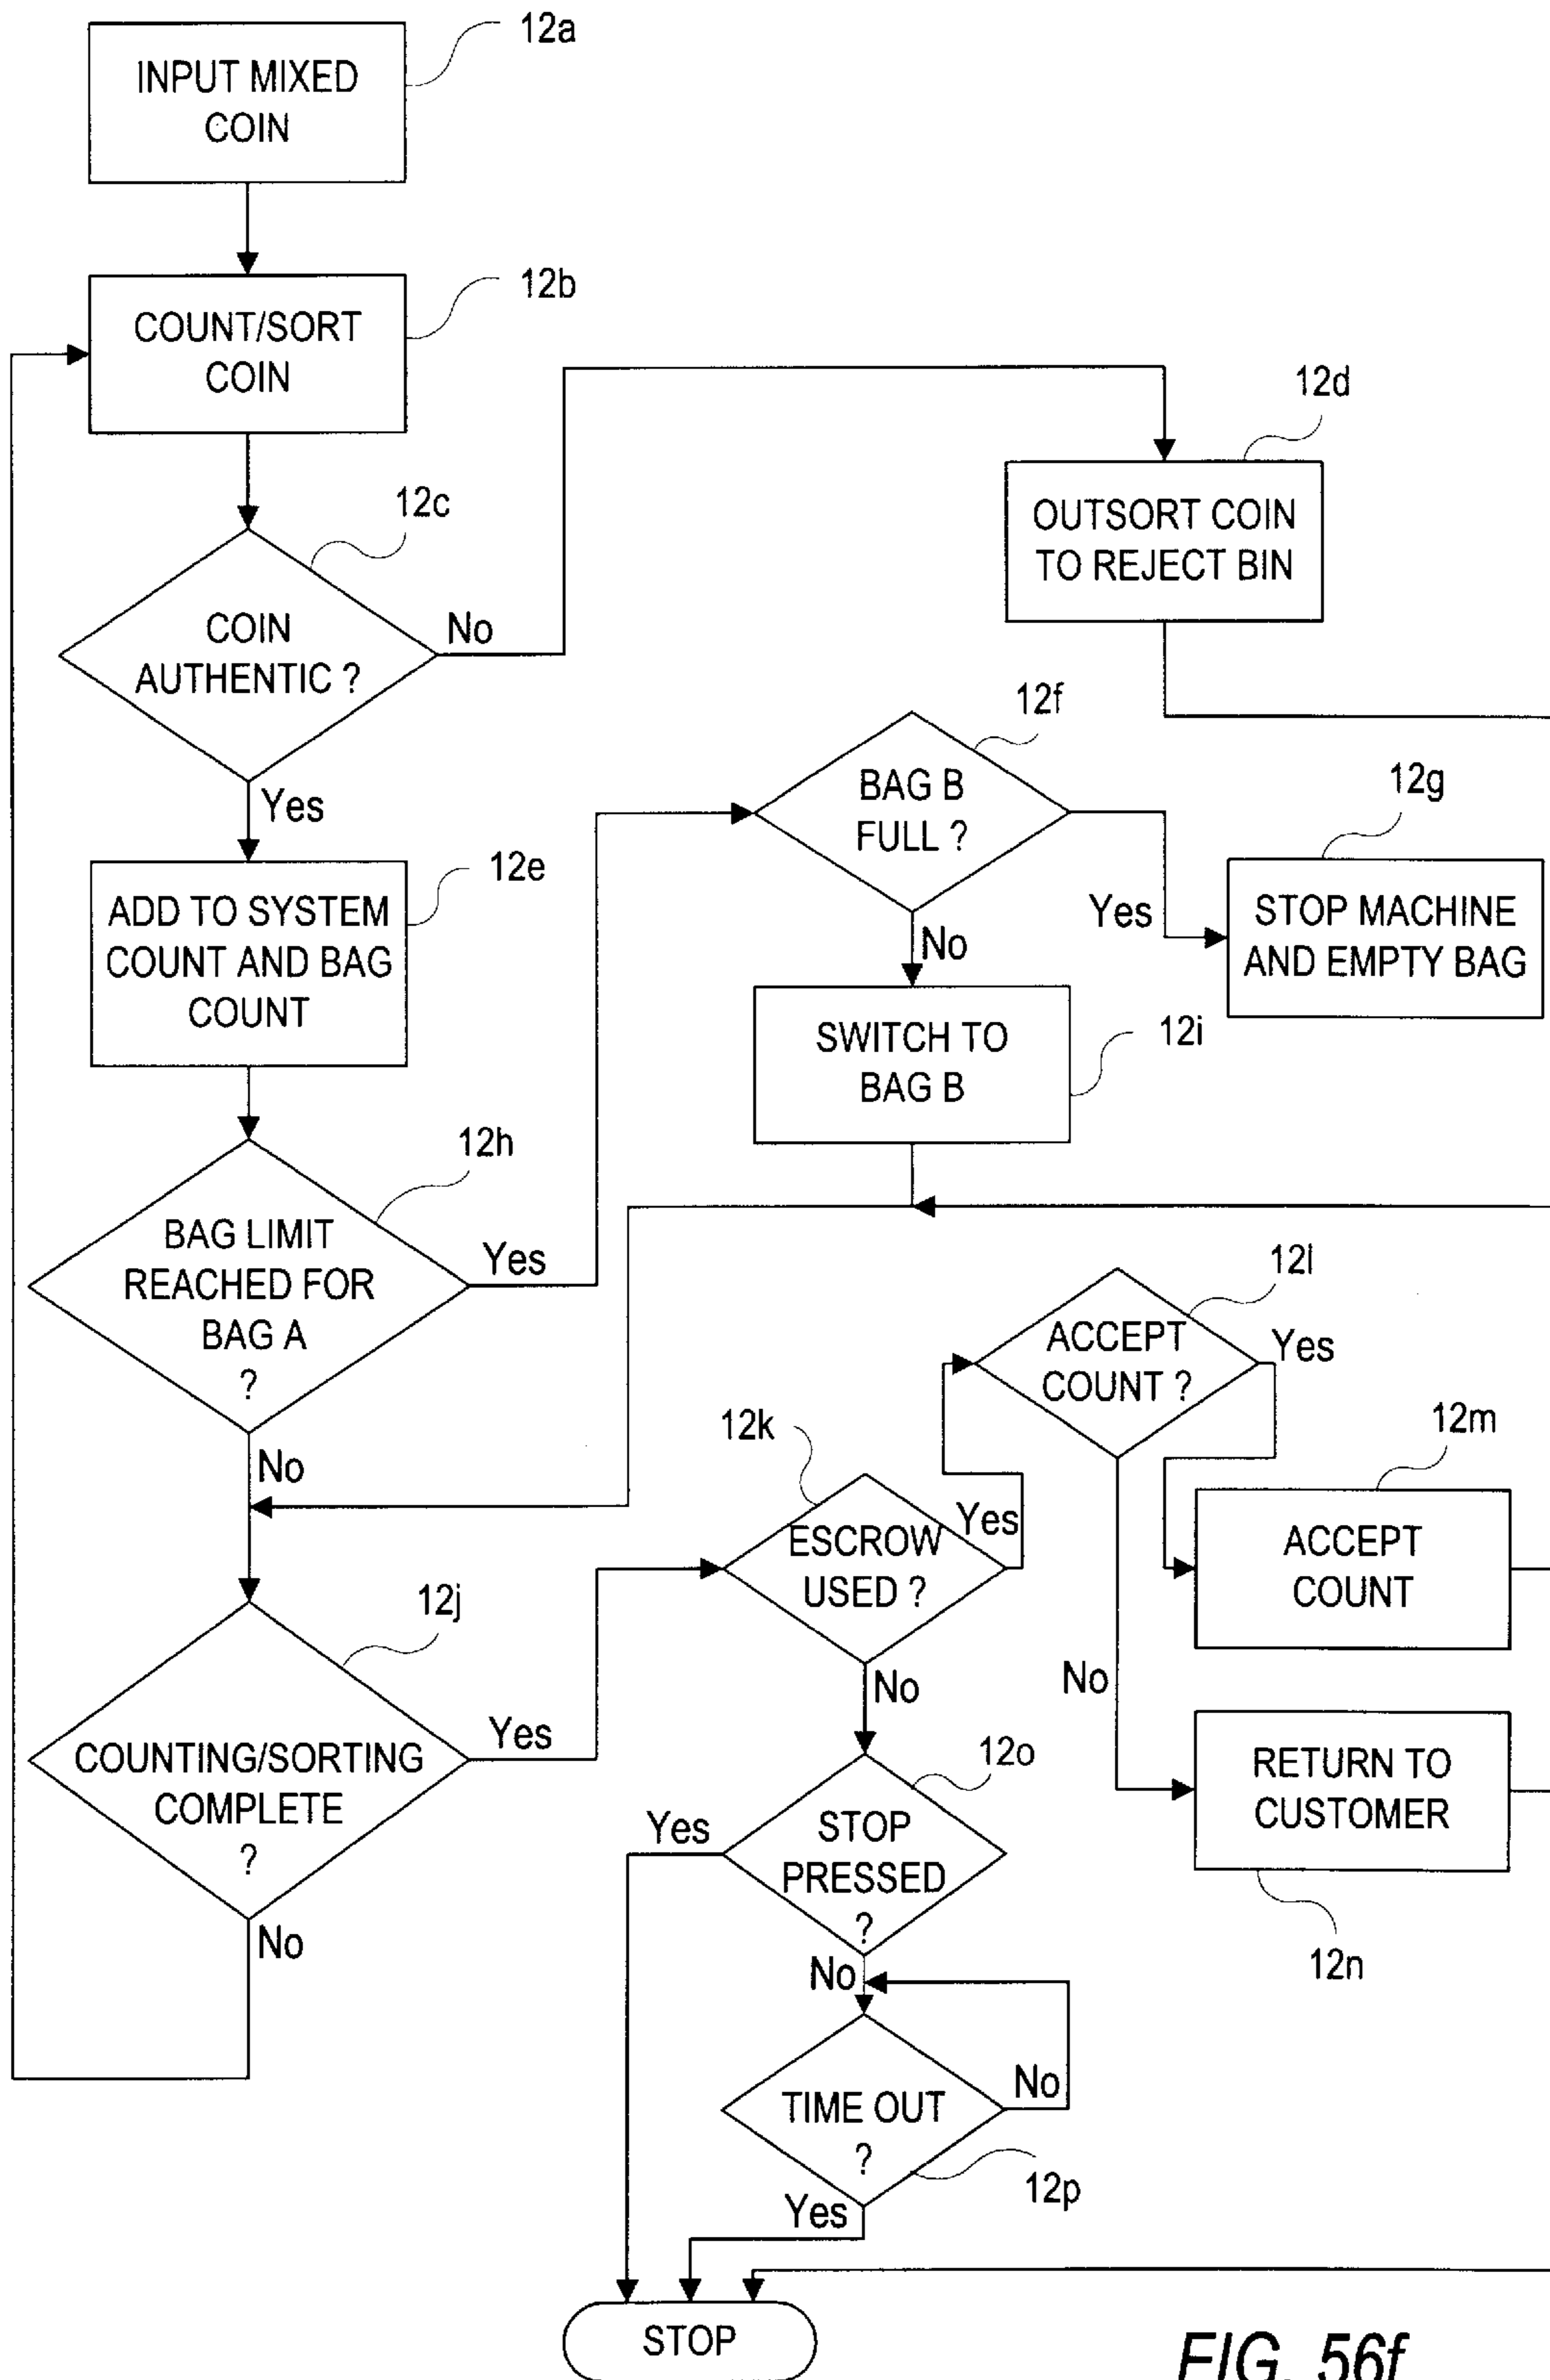 12a
INPUT MIXED
COIN
12b
COUNT/SORT
COIN
12c
COIN
AUTHENTIC ?
No
Yes
12d
OUTSORT COIN
TO REJECT BIN
12e
ADD TO SYSTEM
COUNT AND BAG
COUNT
12f
BAG B
FULL ?
Yes
No
12g
STOP MACHINE
AND EMPTY BAG
12i
SWITCH TO
BAG B
12h
BAG LIMIT
REACHED FOR
BAG A
?
Yes
No
12j
COUNTING/SORTING
COMPLETE
?
Yes
No
12k
ESCROW
USED ?
Yes
No
12l
ACCEPT
COUNT ?
Yes
No
12m
ACCEPT
COUNT
RETURN TO
CUSTOMER
12n
12o
STOP
PRESSED
?
Yes
No
TIME OUT
?
No
12p
Yes
STOP
FIG. 56f